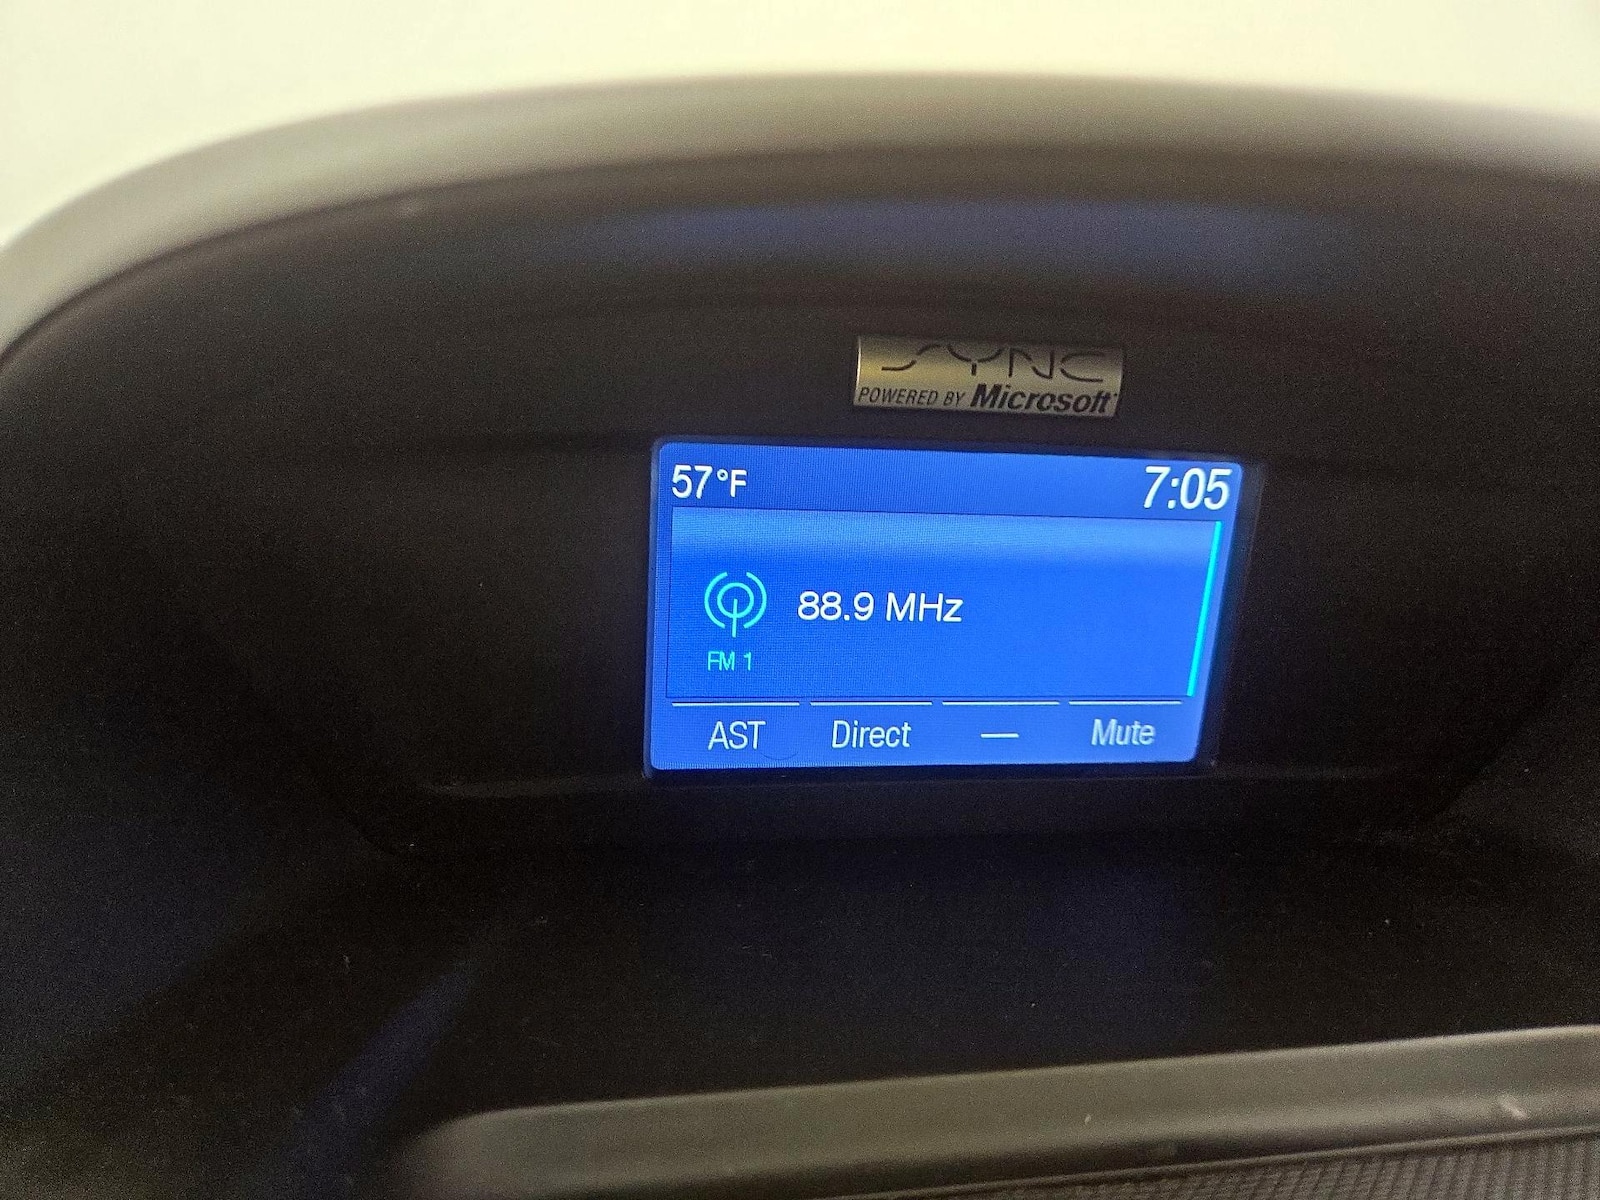 SYNC
POWERED BY Microsoft
57°F 7:05
88.9 MHz
FM 1
AST Direct — Mute